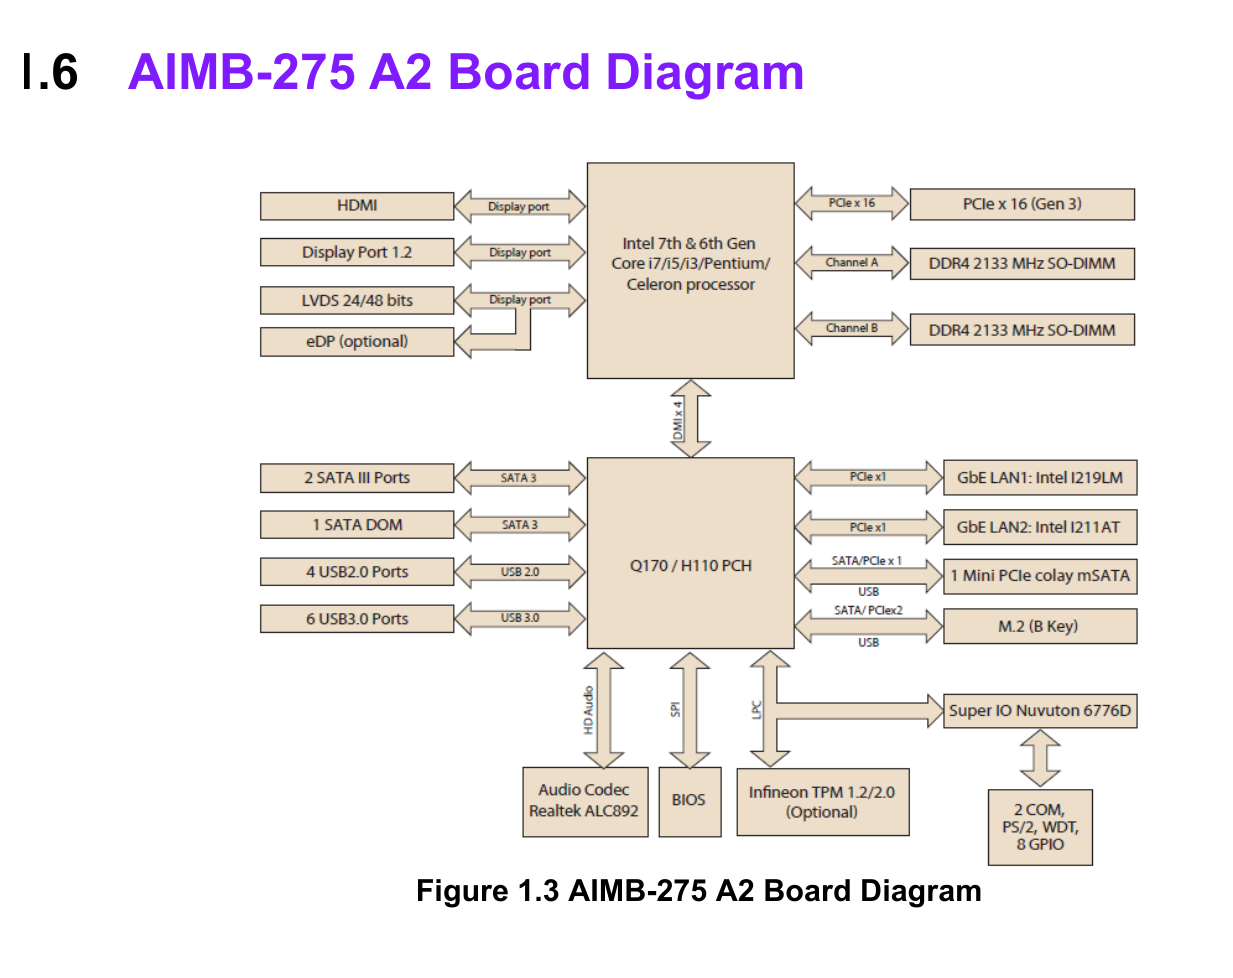 1.6 AIMB-275 A2 Board Diagram
HDMI
Display port
Display Port 1.2
Display port
LVDS 24/48 bits
Display port
eDP (optional)
Intel 7th & 6th Gen
Core i7/i5/i3/Pentium/
Celeron processor
PCIe x 16
PCIe x 16 (Gen 3)
Channel A
DDR4 2133 MHz SO-DIMM
Channel B
DDR4 2133 MHz SO-DIMM
DMI x 4
2 SATA III Ports
SATA 3
1 SATA DOM
SATA 3
4 USB2.0 Ports
USB 2.0
6 USB3.0 Ports
USB 3.0
Q170 / H110 PCH
PCIe x1
GbE LAN1: Intel I219LM
PCIe x1
GbE LAN2: Intel I211AT
SATA/PCIe x 1
USB
1 Mini PCIe colay mSATA
SATA/ PCIex2
USB
M.2 (B Key)
HD Audio
SPI
LPC
Super IO Nuvuton 6776D
Audio Codec
Realtek ALC892
BIOS
Infineon TPM 1.2/2.0
(Optional)
2 COM,
PS/2, WDT,
8 GPIO
Figure 1.3 AIMB-275 A2 Board Diagram